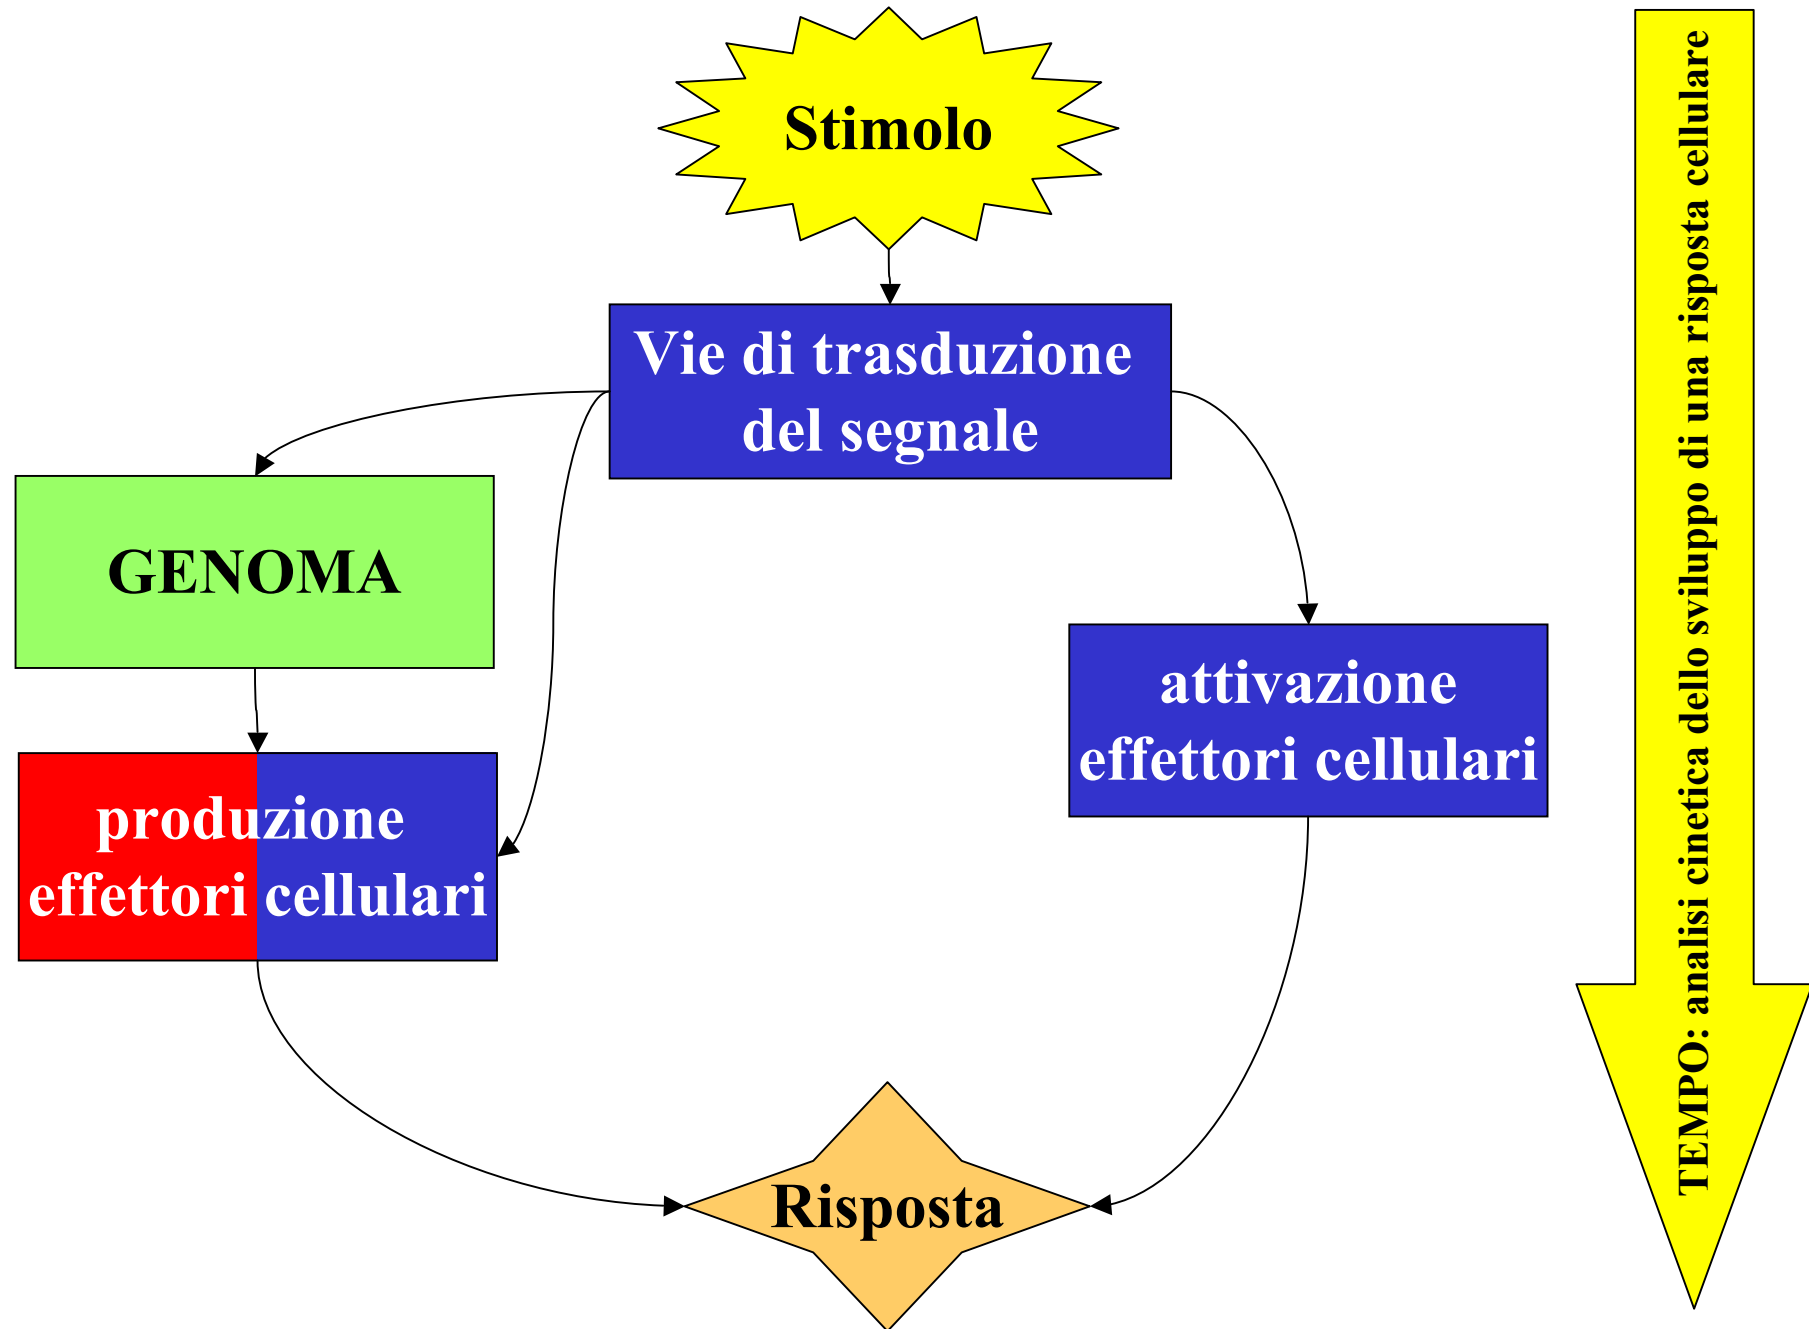 Stimolo
Vie di trasduzione
del segnale
GENOMA
attivazione
effettori cellulari
produzione
effettori cellulari
Risposta
TEMPO: analisi cinetica dello sviluppo di una risposta cellulare